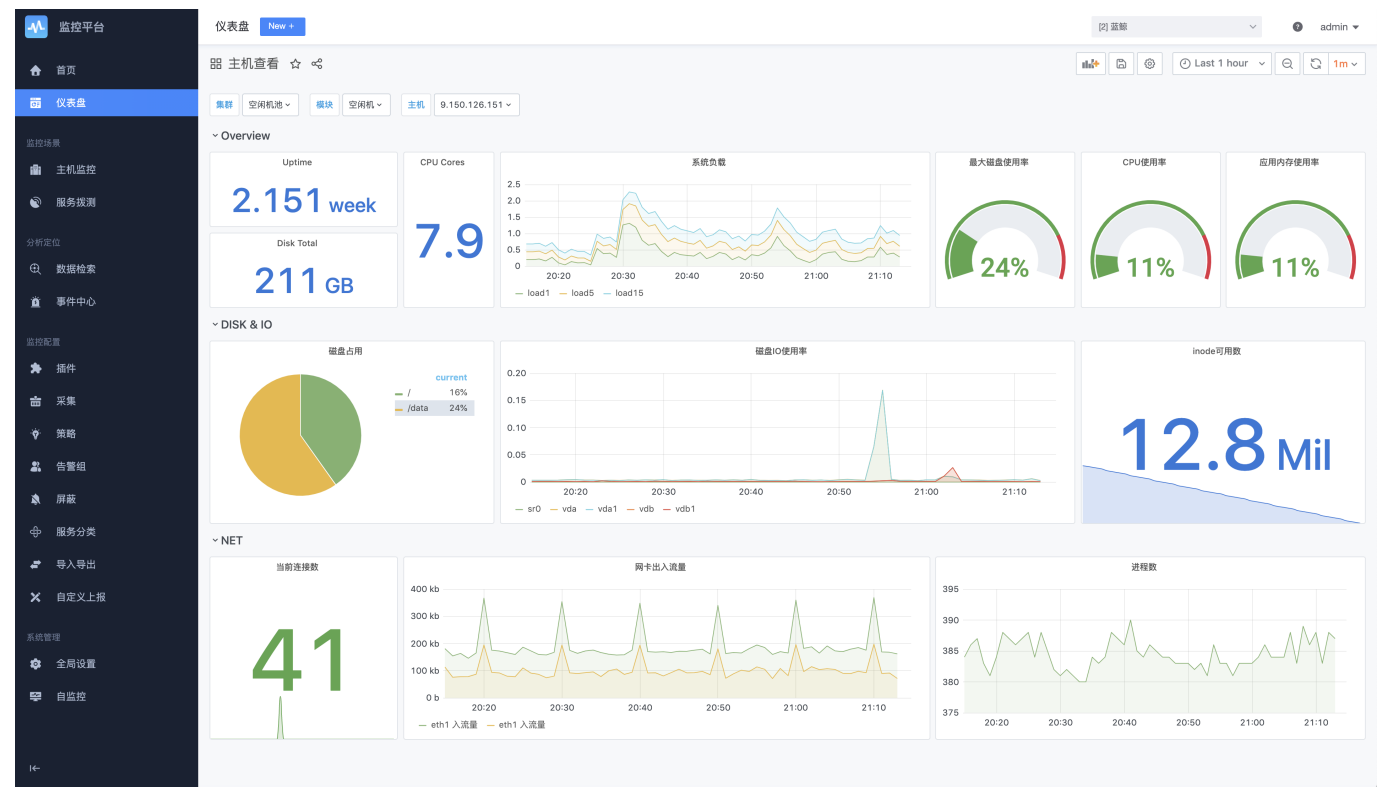 监控平台
仪表盘 New +
[2] 蓝鲸
admin
首页
仪表盘
监控场景
主机监控
服务拨测
分析定位
数据检索
事件中心
监控配置
插件
采集
策略
告警组
屏蔽
服务分类
导入导出
自定义上报
系统管理
全局设置
自监控
主机查看
Last 1 hour
1m
集群 空闲机池 模块 空闲机 主机 9.150.126.151
Overview
Uptime
2.151 week
Disk Total
211 GB
CPU Cores
7.9
系统负载
2.5
2.0
1.5
1.0
0.5
0
20:20 20:30 20:40 20:50 21:00 21:10
load1 load5 load15
最大磁盘使用率
24%
CPU使用率
11%
应用内存使用率
11%
DISK & IO
磁盘占用
current
/ 16%
/data 24%
磁盘IO使用率
0.20
0.15
0.10
0.05
0
20:20 20:30 20:40 20:50 21:00 21:10
sr0 vda vda1 vdb vdb1
inode可用数
12.8 Mil
NET
当前连接数
41
网卡出入流量
400 kb
300 kb
200 kb
100 kb
0 b
20:20 20:30 20:40 20:50 21:00 21:10
eth1 入流量 eth1 入流量
进程数
395
390
385
380
375
20:20 20:30 20:40 20:50 21:00 21:10